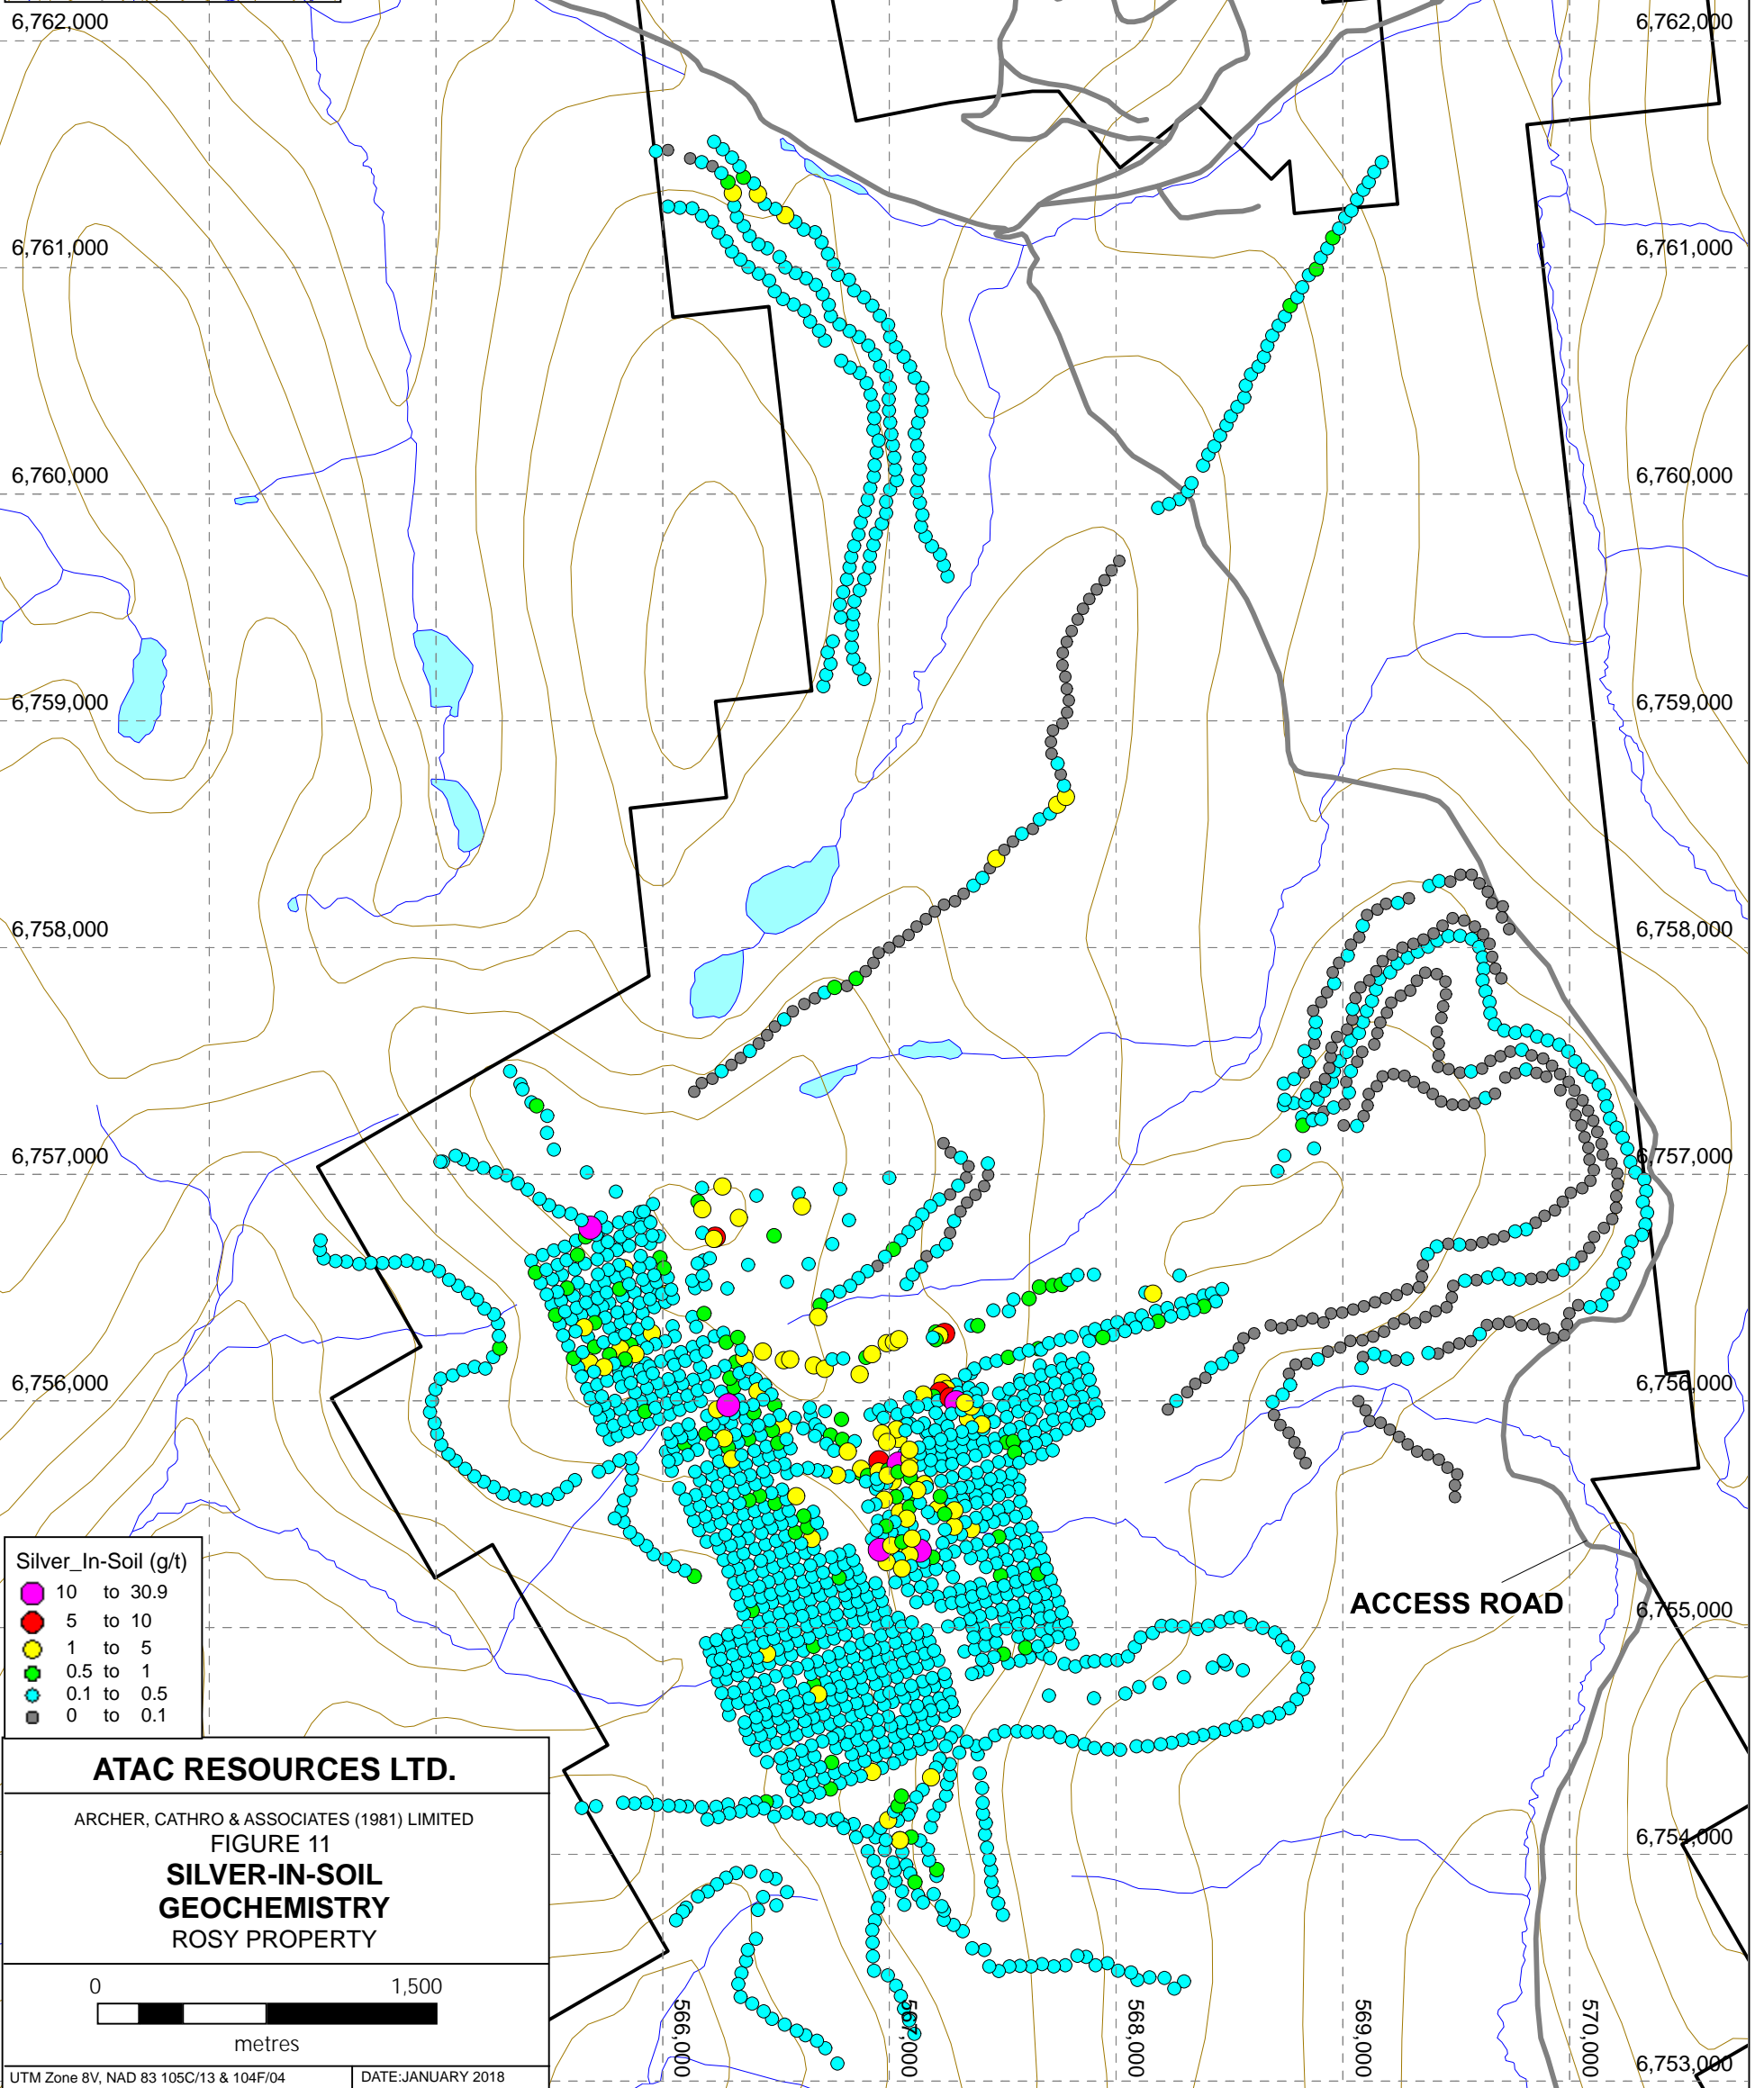 6,762,000 6,762,000
6,761,000 6,761,000
6,760,000 6,760,000
6,759,000 6,759,000
6,758,000 6,758,000
6,757,000 6,757,000
6,756,000 6,756,000
Silver_In-Soil (g/t)
10 to 30.9
5 to 10
1 to 5
0.5 to 1
0.1 to 0.5
0 to 0.1
ACCESS ROAD
6,755,000
ATAC RESOURCES LTD.
ARCHER, CATHRO & ASSOCIATES (1981) LIMITED
FIGURE 11
SILVER-IN-SOIL
GEOCHEMISTRY
ROSY PROPERTY
0 1,500
metres
UTM Zone 8V, NAD 83 105C/13 & 104F/04 DATE:JANUARY 2018
6,754,000
566,000
567,000
568,000
569,000
570,000
6,753,000